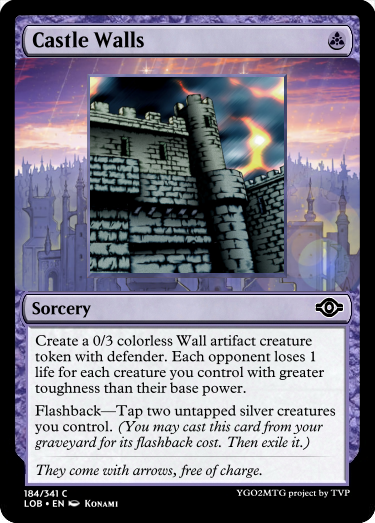 Castle Walls
Sorcery
Create a 0/3 colorless Wall artifact creature
token with defender. Each opponent loses 1
life for each creature you control with greater
toughness than their base power.
Flashback—Tap two untapped silver creatures
you control. (You may cast this card from your
graveyard for its flashback cost. Then exile it.)
They come with arrows, free of charge.
184/341 C
LOB • EN Konami
YGO2MTG project by TVP